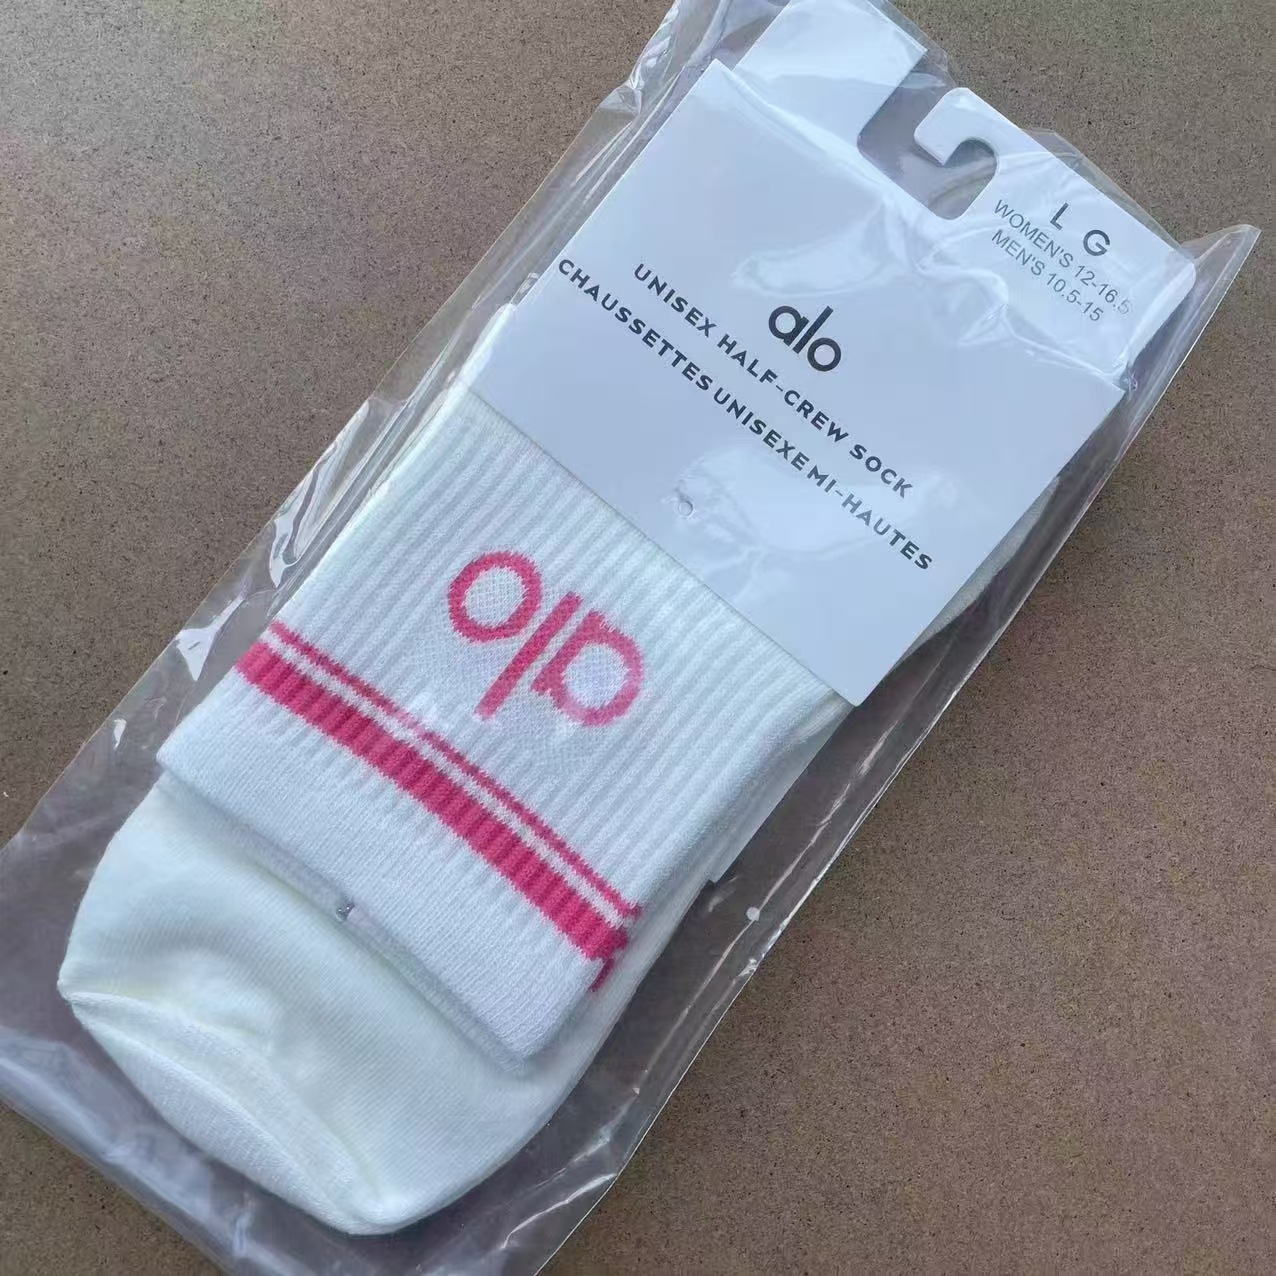 L G
WOMEN'S 12-16.5
MEN'S 10.5-15
alo
UNISEX HALF-CREW SOCK
CHAUSSETTES UNISEXE MI-HAUTES
alo